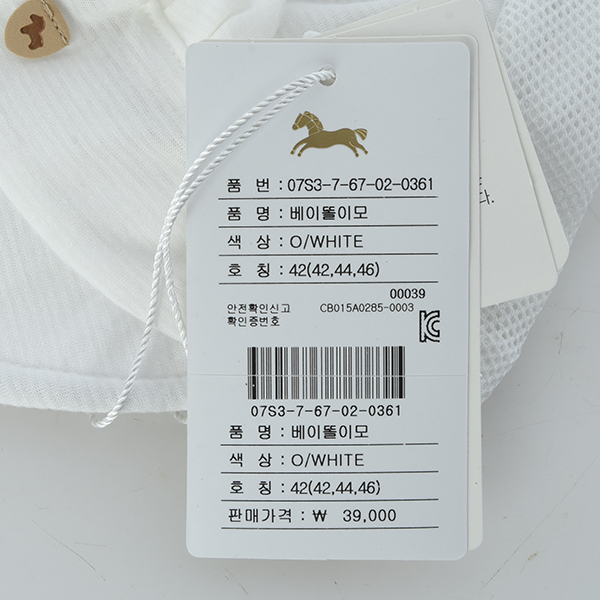 품 번 : 07S3-7-67-02-0361
품 명 : 베이똘이모
색 상 : O/WHITE
호 칭 : 42(42,44,46)
00039
안전확인신고 확인증번호 CB015A0285-0003
07S3-7-67-02-0361
품 명 : 베이똘이모
색 상 : O/WHITE
호 칭 : 42(42,44,46)
판매가격 : ₩ 39,000
다.